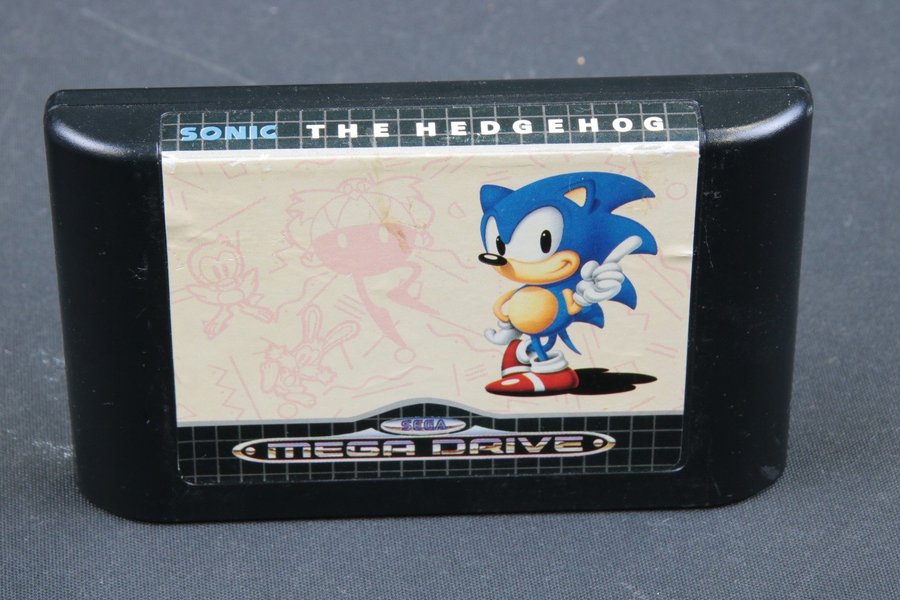 SONIC THE HEDGEHOG
SEGA
MEGA DRIVE